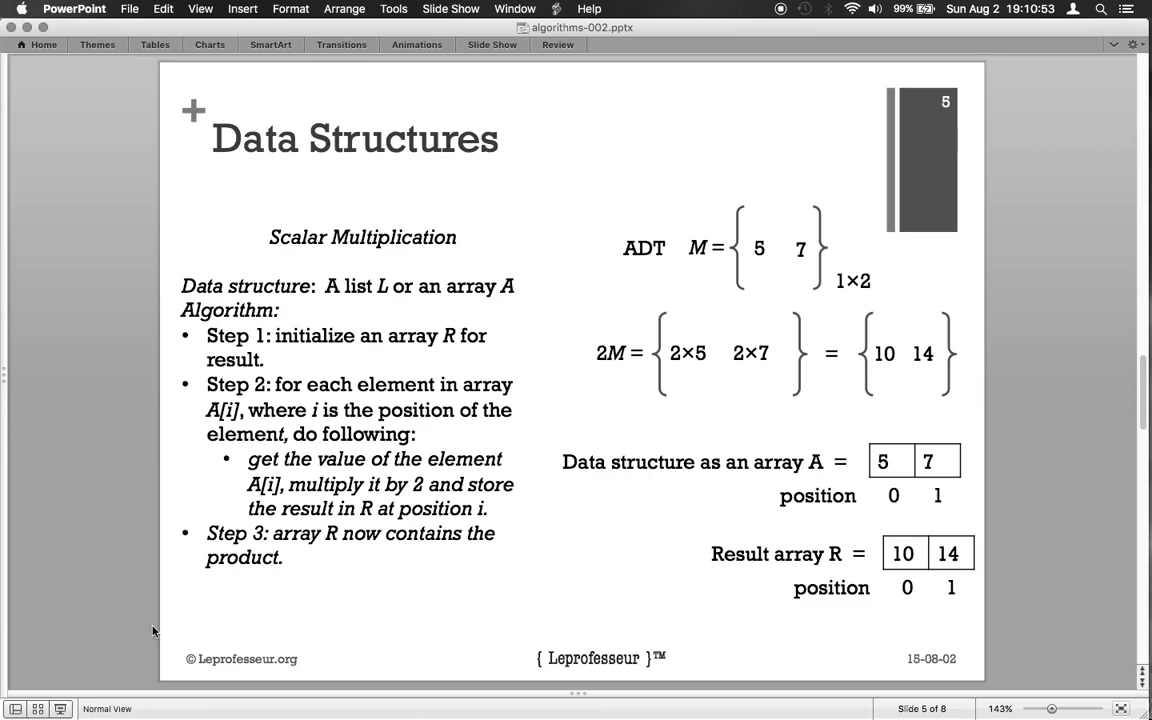 PowerPoint File Edit View Insert Format Arrange Tools Slide Show Window Help 99% Sun Aug 2 19:10:53
algorithms-002.pptx
Home Themes Tables Charts SmartArt Transitions Animations Slide Show Review
5
+
Data Structures
Scalar Multiplication
Data structure: A list L or an array A
Algorithm:
• Step 1: initialize an array R for
result.
• Step 2: for each element in array
A[i], where i is the position of the
element, do following:
• get the value of the element
A[i], multiply it by 2 and store
the result in R at position i.
• Step 3: array R now contains the
product.
ADT M = { 5 7 } 1×2
2M = { 2×5 2×7 } = { 10 14 }
Data structure as an array A = 5 7
position 0 1
Result array R = 10 14
position 0 1
© Leprofesseur.org { Leprofesseur }™ 15-08-02
Normal View Slide 5 of 8 143%